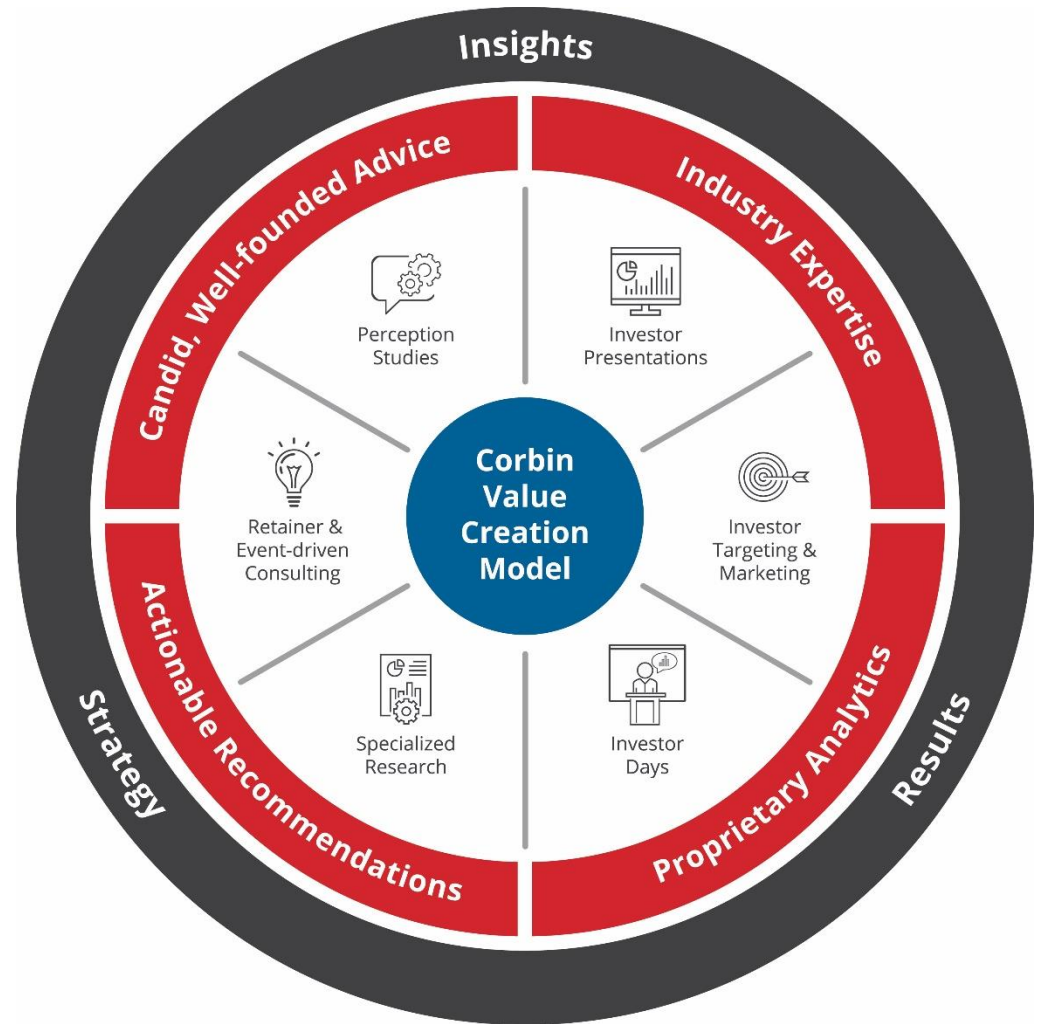 Insights
Candid, Well-founded Advice
Industry Expertise
Perception
Studies
Investor
Presentations
Retainer &
Event-driven
Consulting
Corbin
Value
Creation
Model
Investor
Targeting &
Marketing
Specialized
Research
Investor
Days
Actionable Recommendations
Proprietary Analytics
Strategy
Results